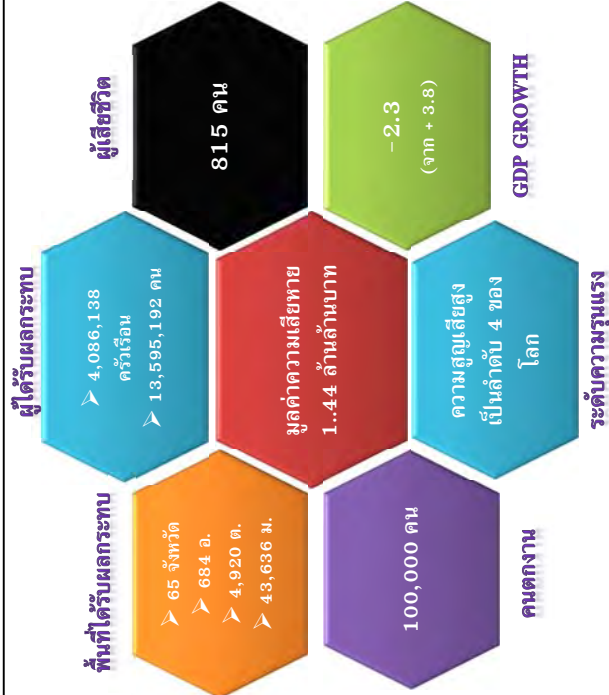 พื้นที่ได้รับผลกระทบ
➢ 65 จังหวัด
➢ 684 อ.
➢ 4,920 ต.
➢ 43,636 ม.
ผู้ได้รับผลกระทบ
➢ 4,086,138
ครัวเรือน
➢ 13,595,192 คน
ผู้เสียชีวิต
815 คน
มูลค่าความเสียหาย
1..44 ล้านล้านบาท
100,000 คน
คนตกงาน
ความสูญเสียสูง
เป็นลำดับ 4 ของ
โลก
ระดับความรุนแรง
-2.3
(จาก + 3.8)
GDP GROWTH